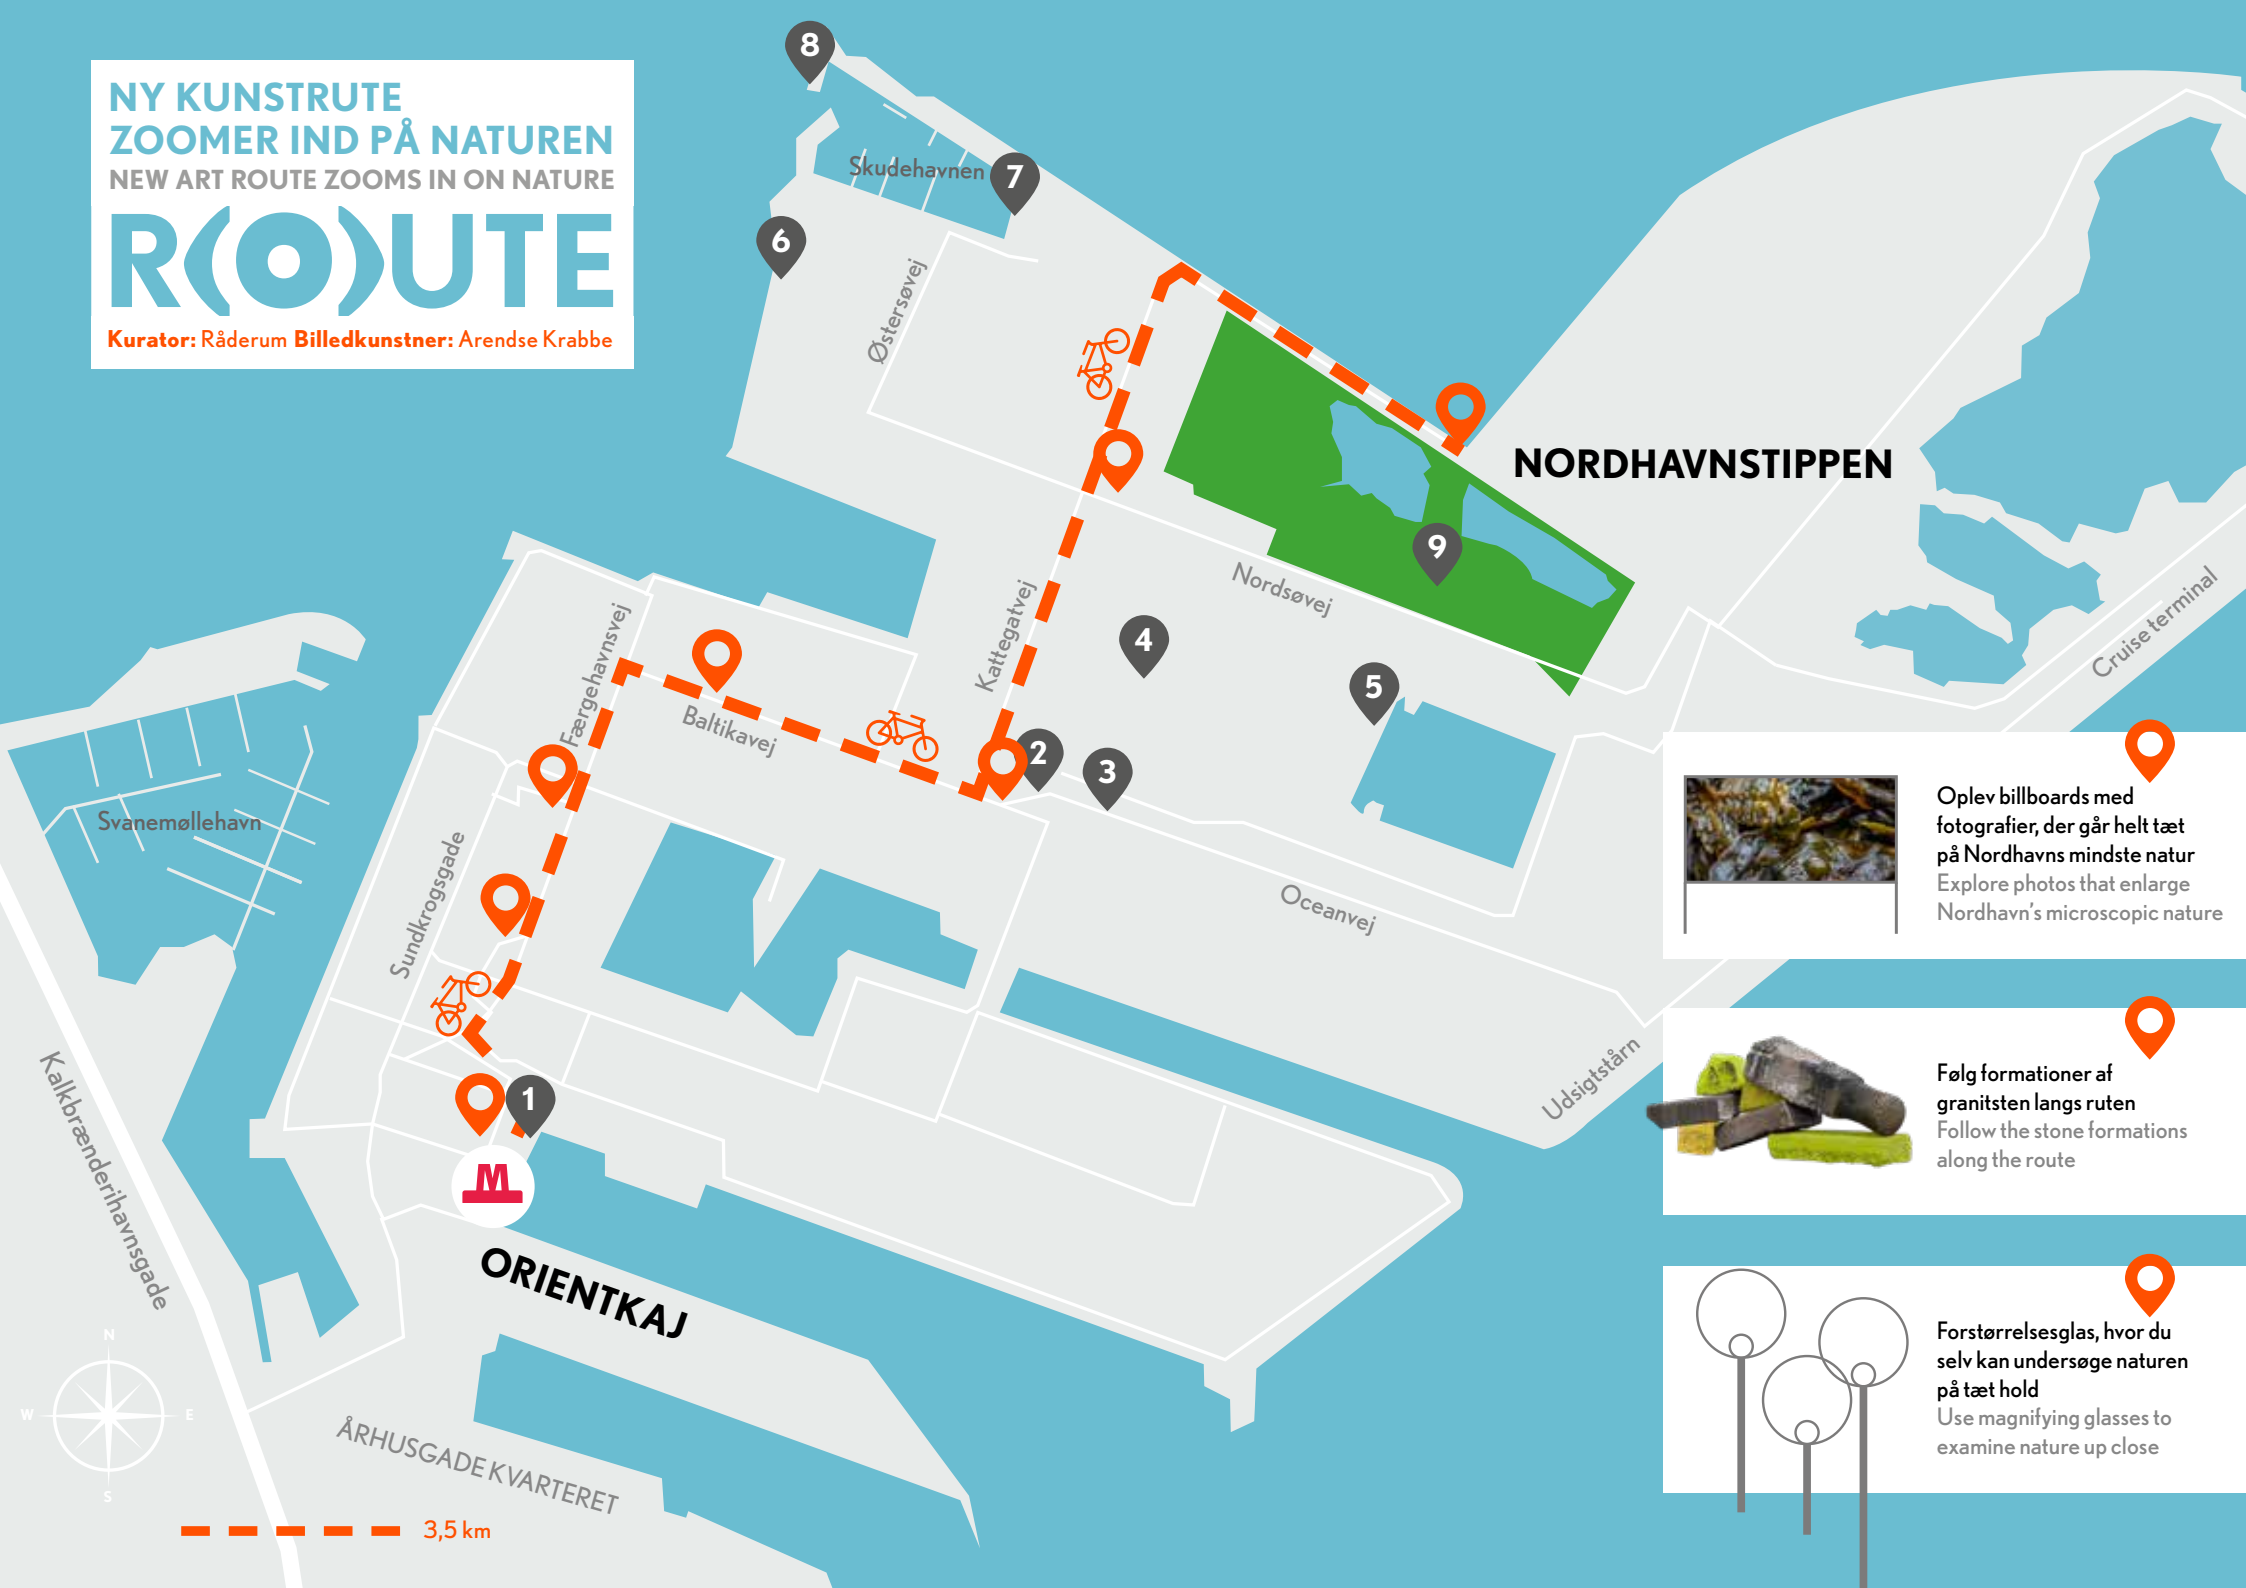 NY KUNSTRUTE
ZOOMER IND PÅ NATUREN
NEW ART ROUTE ZOOMS IN ON NATURE
R(O)UTE
Kurator: Råderum Billedkunstner: Arendse Krabbe
8
Skudehavnen
7
6
Østersøvej
NORDHAVNSTIPPEN
9
Nordsøvej
Kattegatvej
4
5
Cruise terminal
Færgehavnsvej
Baltikavej
2
3
Svanemøllehavn
Sundkrogsgade
Oceanvej
Udsigtstårn
Kalkbrænderihavnsgade
1
M
ORIENTKAJ
ÅRHUSGADE KVARTERET
N
W
E
S
3,5 km
Oplev billboards med
fotografier, der går helt tæt
på Nordhavns mindste natur
Explore photos that enlarge
Nordhavn's microscopic nature
Følg formationer af
granitsten langs ruten
Follow the stone formations
along the route
Forstørrelsesglas, hvor du
selv kan undersøge naturen
på tæt hold
Use magnifying glasses to
examine nature up close